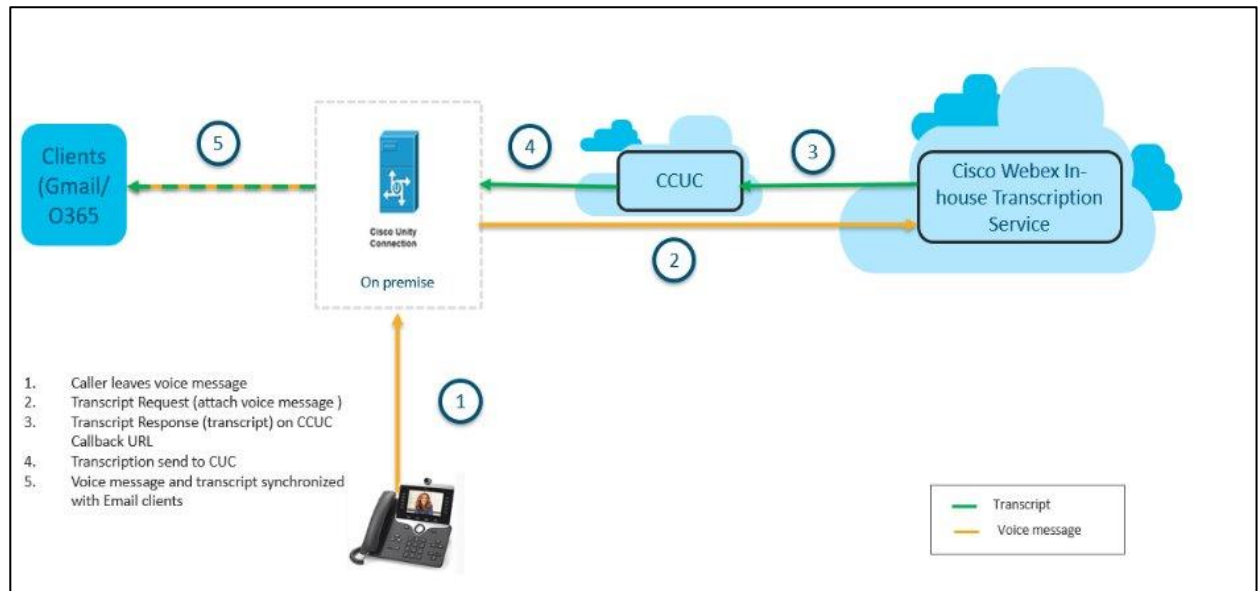 5
4
3
Clients
(Gmail/
O365
CCUC
Cisco Webex In-
house Transcription
Service
Cisco Unity
Connection
2
On premise
1. Caller leaves voice message
2. Transcript Request (attach voice message )
3. Transcript Response (transcript) on CCUC
Callback URL
4. Transcription send to CUC
5. Voice message and transcript synchronized
with Email clients
1
Transcript
Voice message